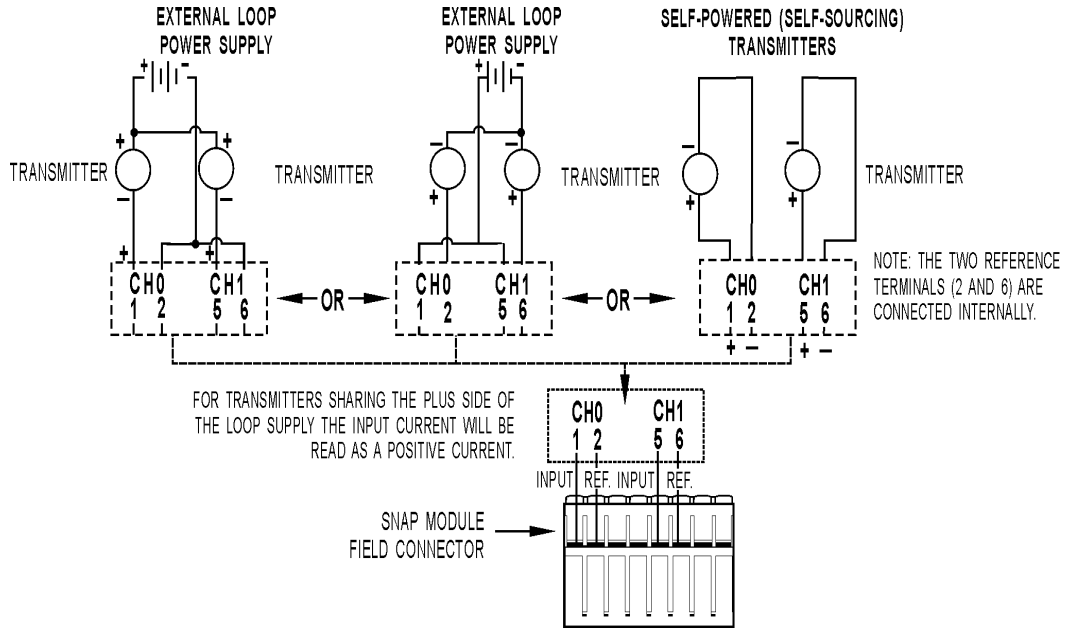 EXTERNAL LOOP
POWER SUPPLY
EXTERNAL LOOP
POWER SUPPLY
SELF-POWERED (SELF-SOURCING)
TRANSMITTERS
+ -
+ -
+ +
- -
- -
+ +
- -
+ +
TRANSMITTER
TRANSMITTER
TRANSMITTER
TRANSMITTER
+ +
CH0 CH1
1 2 5 6
OR
CH0 CH1
1 2 5 6
OR
CH0 CH1
1 2 5 6
+ - + -
NOTE: THE TWO REFERENCE
TERMINALS (2 AND 6) ARE
CONNECTED INTERNALLY.
FOR TRANSMITTERS SHARING THE PLUS SIDE OF
THE LOOP SUPPLY THE INPUT CURRENT WILL BE
READ AS A POSITIVE CURRENT.
CH0 CH1
1 2 5 6
INPUT REF. INPUT REF.
SNAP MODULE
FIELD CONNECTOR